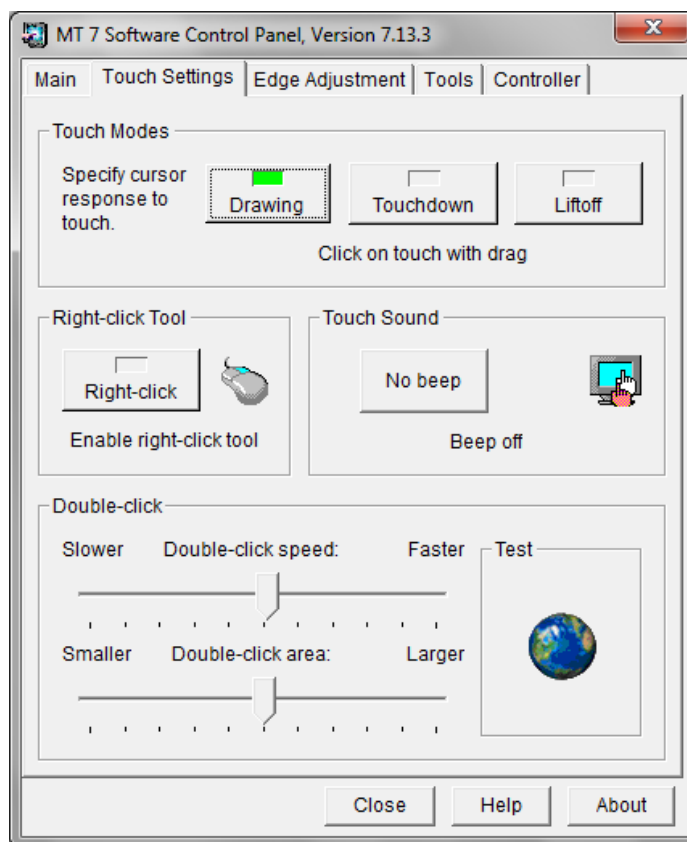 MT 7 Software Control Panel, Version 7.13.3
Main Touch Settings Edge Adjustment Tools Controller
Touch Modes
Specify cursor
response to
touch.
Drawing Touchdown Liftoff
Click on touch with drag
Right-click Tool
Right-click
Enable right-click tool
Touch Sound
No beep
Beep off
Double-click
Slower Double-click speed: Faster
Smaller Double-click area: Larger
Test
Close Help About